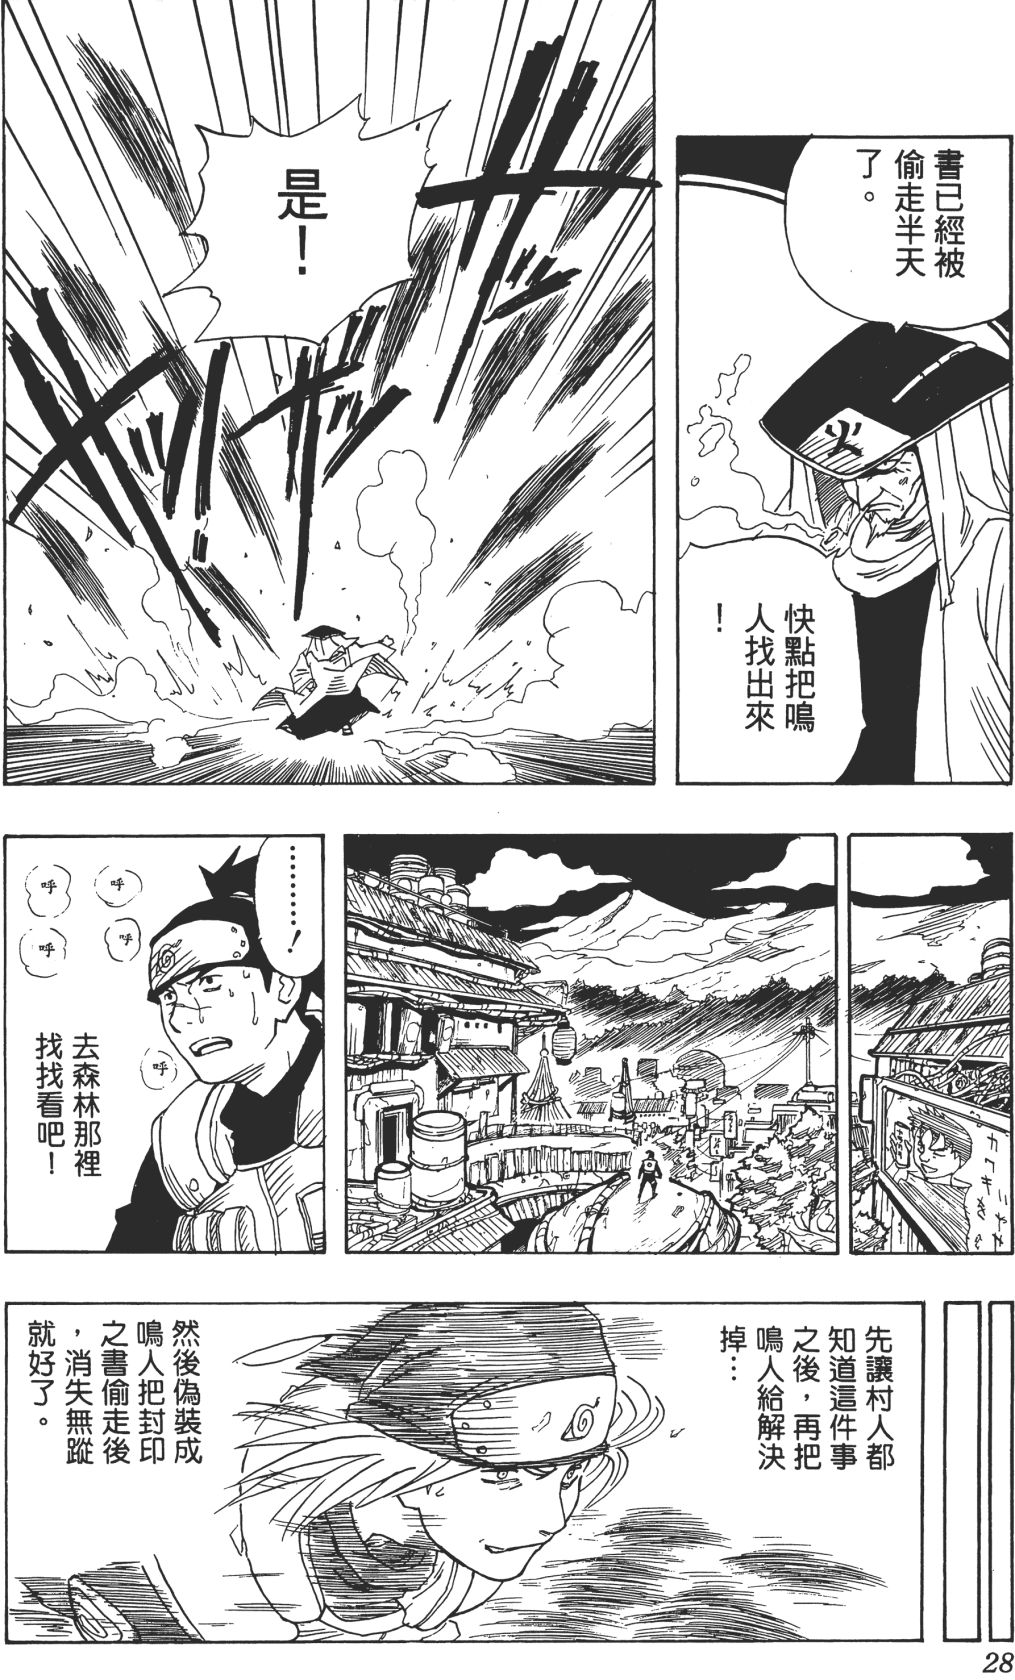 書已經被
偷走半天
了。
火
快點把鳴
人找出來
！
是！
……！
呼
呼
呼
呼
呼
去森林那裡
找找看吧！
先讓村人都
知道這件事
之後，再把
鳴人給解決
掉…
然後偽裝成
鳴人把封印
之書偷走後
，消失無蹤
就好了。
28